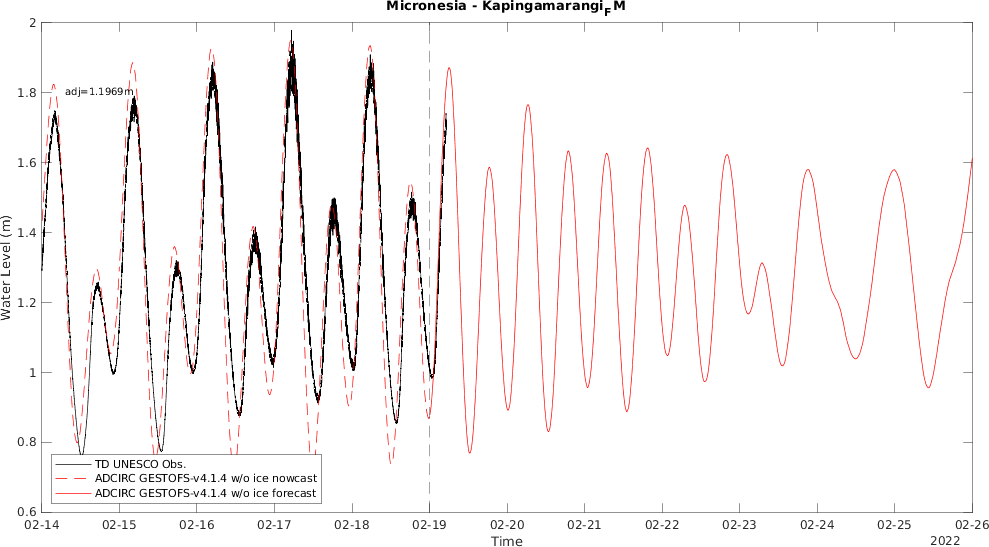 Micronesia - KapingamarangiFM
2
1.8
1.6
1.4
1.2
1
0.8
0.6
Water Level (m)
adj=1.1969m
TD UNESCO Obs.
ADCIRC GESTOFS-v4.1.4 w/o ice nowcast
ADCIRC GESTOFS-v4.1.4 w/o ice forecast
02-14 02-15 02-16 02-17 02-18 02-19 02-20 02-21 02-22 02-23 02-24 02-25 02-26
Time
2022